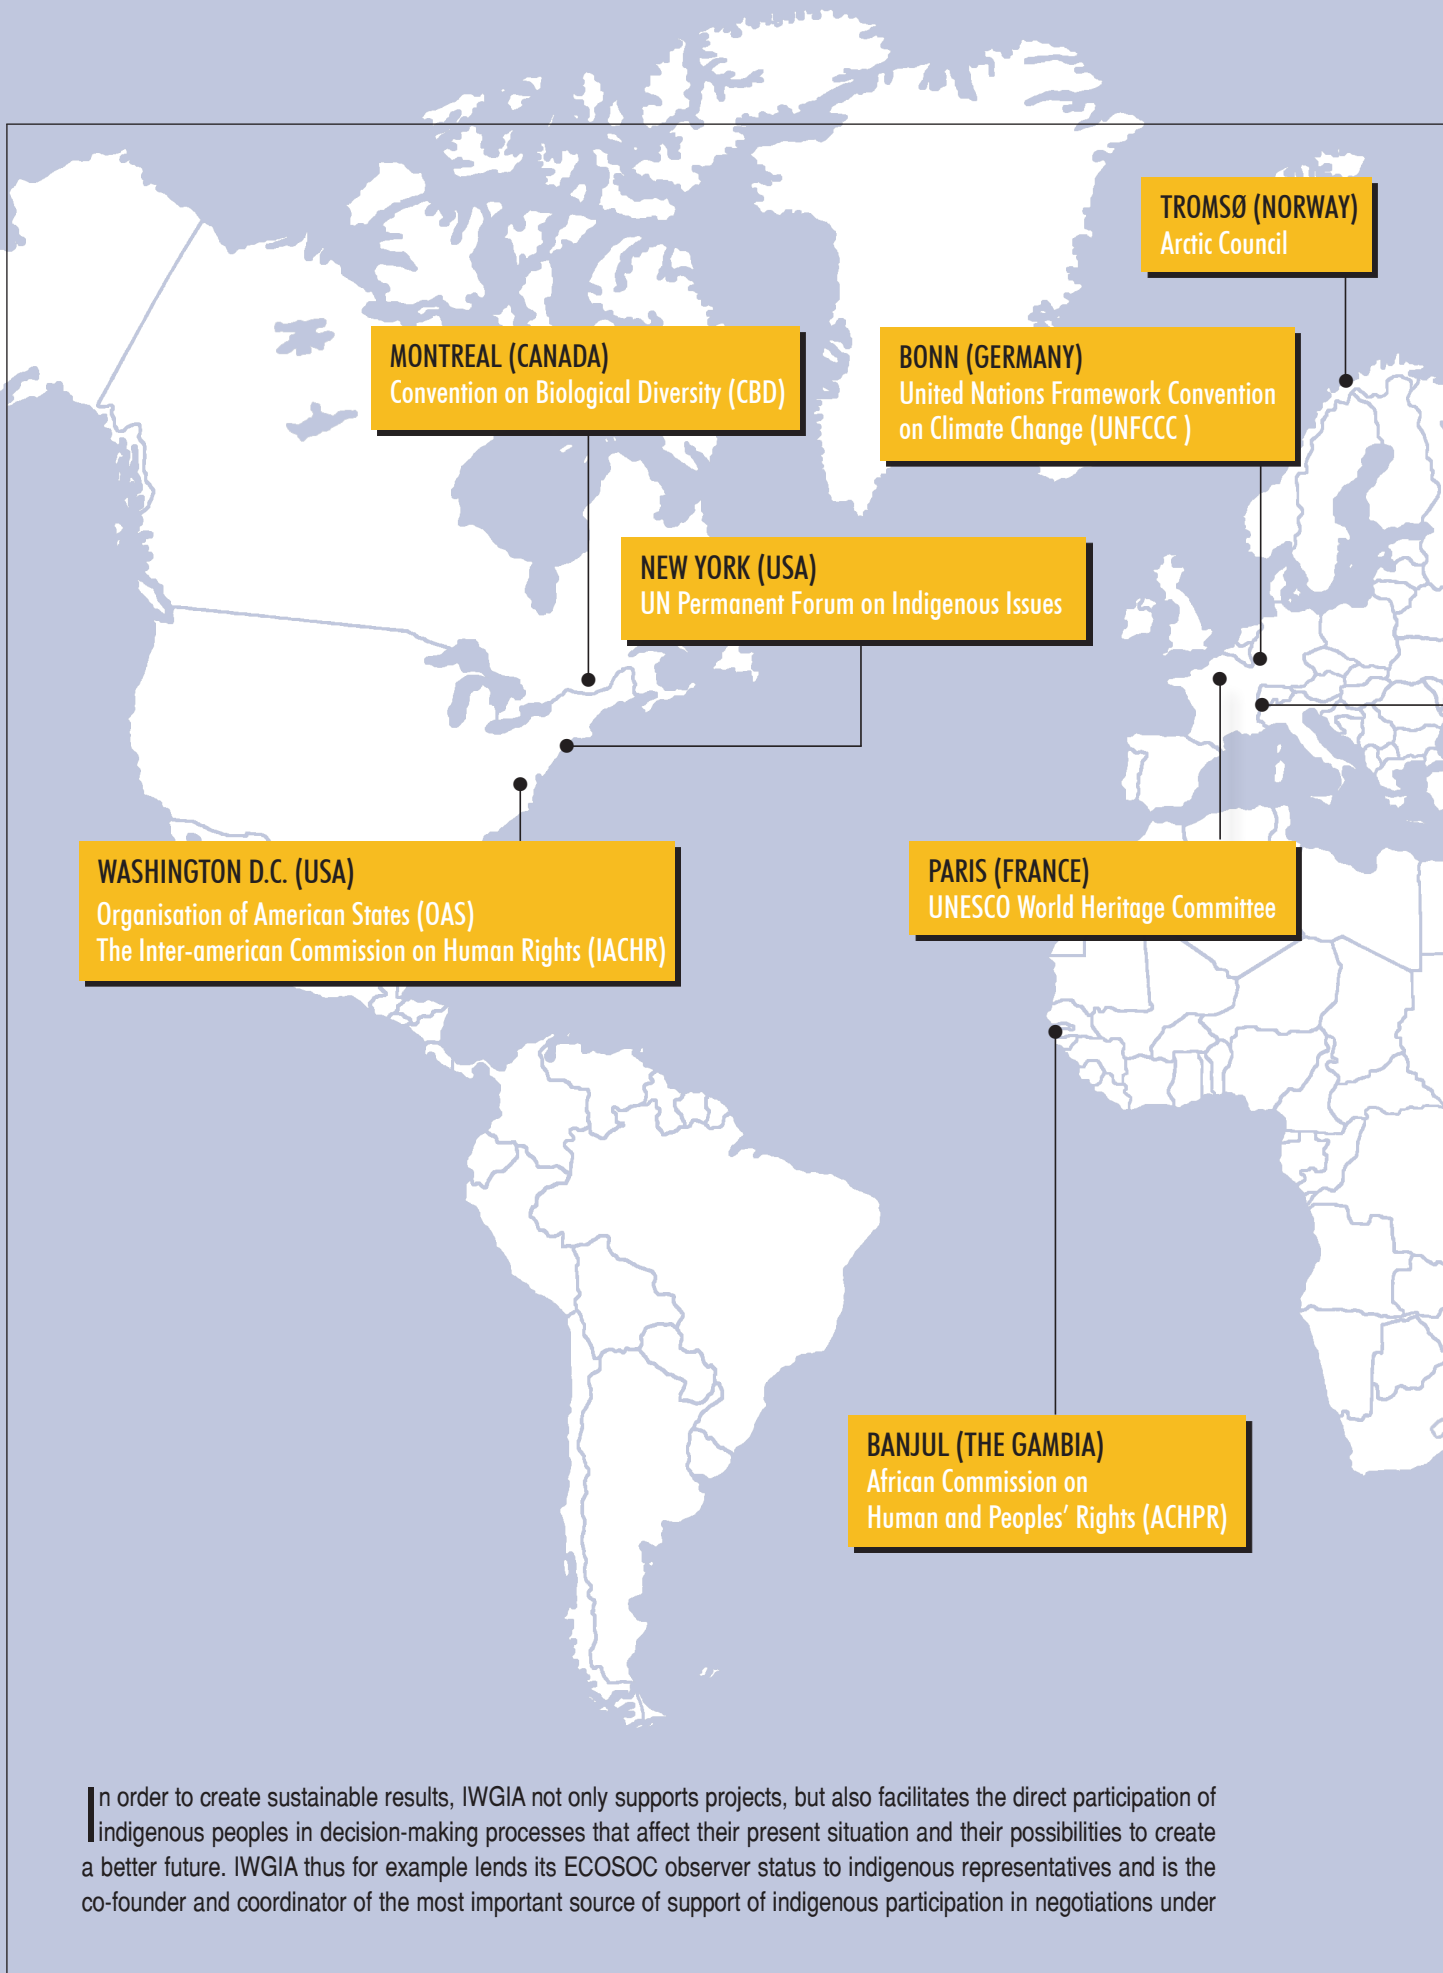 TROMSØ (NORWAY)
Arctic Council
MONTREAL (CANADA)
Convention on Biological Diversity (CBD)
BONN (GERMANY)
United Nations Framework Convention
on Climate Change (UNFCCC )
NEW YORK (USA)
UN Permanent Forum on Indigenous Issues
WASHINGTON D.C. (USA)
Organisation of American States (OAS)
The Inter-american Commission on Human Rights (IACHR)
PARIS (FRANCE)
UNESCO World Heritage Committee
BANJUL (THE GAMBIA)
African Commission on
Human and Peoples’ Rights (ACHPR)
In order to create sustainable results, IWGIA not only supports projects, but also facilitates the direct participation of
indigenous peoples in decision-making processes that affect their present situation and their possibilities to create
a better future. IWGIA thus for example lends its ECOSOC observer status to indigenous representatives and is the
co-founder and coordinator of the most important source of support of indigenous participation in negotiations under